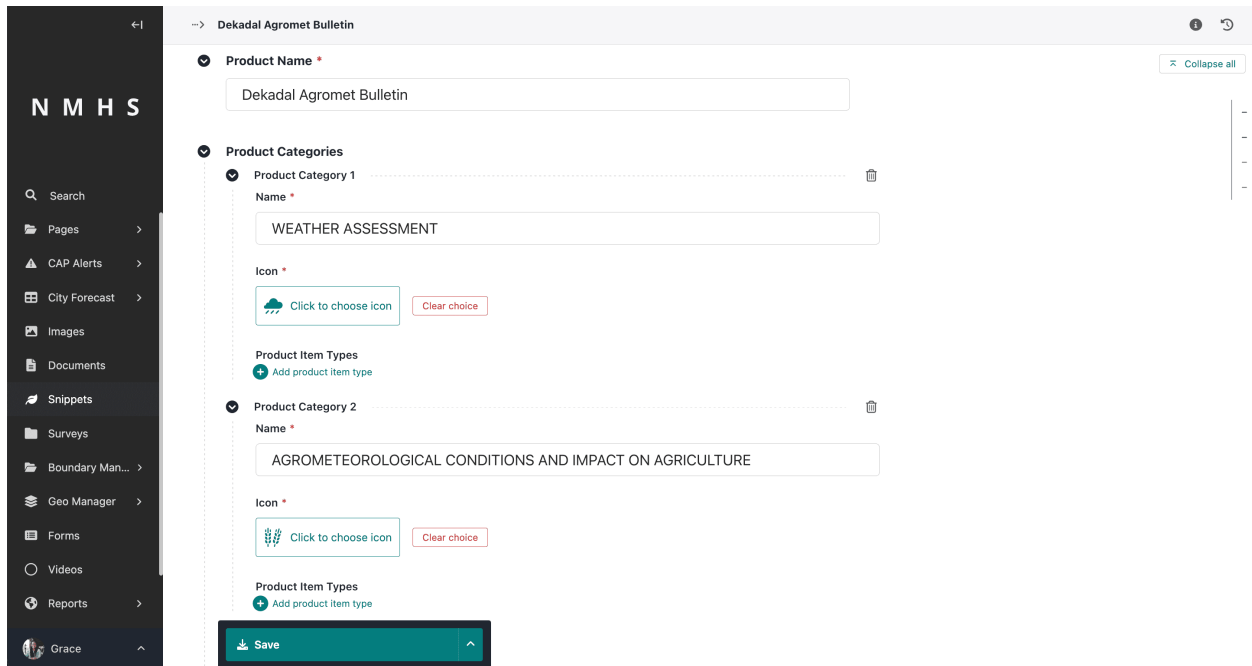 Dekadal Agromet Bulletin
Product Name *
Collapse all
Dekadal Agromet Bulletin
N M H S
Product Categories
Product Category 1
Name *
Search
WEATHER ASSESSMENT
Pages
CAP Alerts
Icon *
City Forecast
Click to choose icon
Clear choice
Images
Product Item Types
Documents
Add product item type
Snippets
Product Category 2
Name *
Surveys
AGROMETEOROLOGICAL CONDITIONS AND IMPACT ON AGRICULTURE
Boundary Man...
Geo Manager
Icon *
Forms
Click to choose icon
Clear choice
Videos
Product Item Types
Reports
Add product item type
Save
Grace